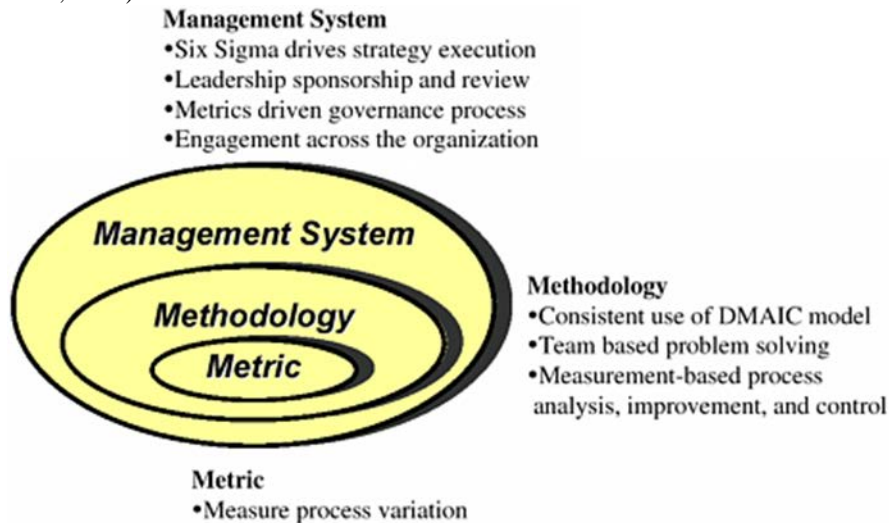 Management System
•Six Sigma drives strategy execution
•Leadership sponsorship and review
•Metrics driven governance process
•Engagement across the organization
Management System
Methodology
Metric
Methodology
•Consistent use of DMAIC model
•Team based problem solving
•Measurement-based process
analysis, improvement, and control
Metric
•Measure process variation